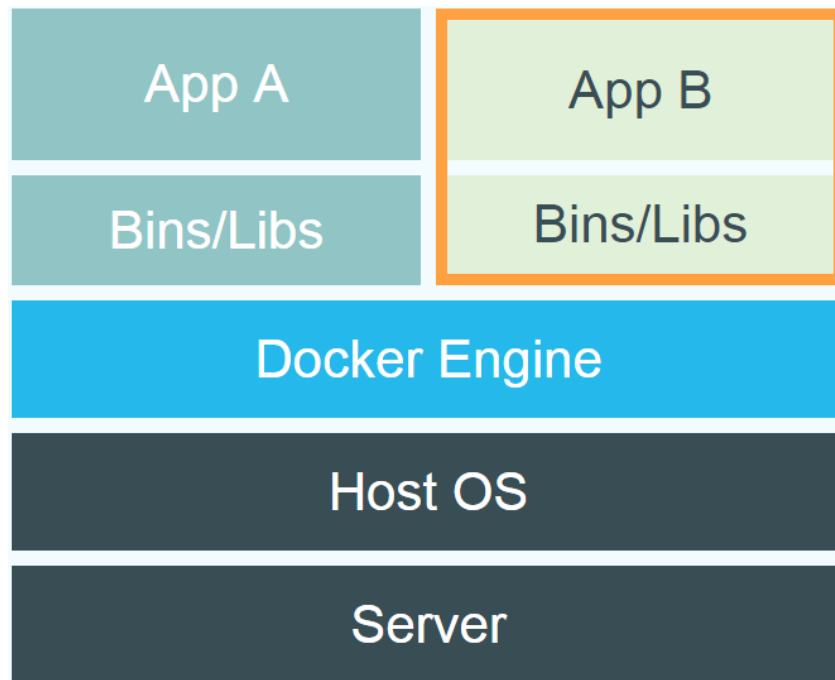 App A
App B
Bins/Libs
Bins/Libs
Docker Engine
Host OS
Server